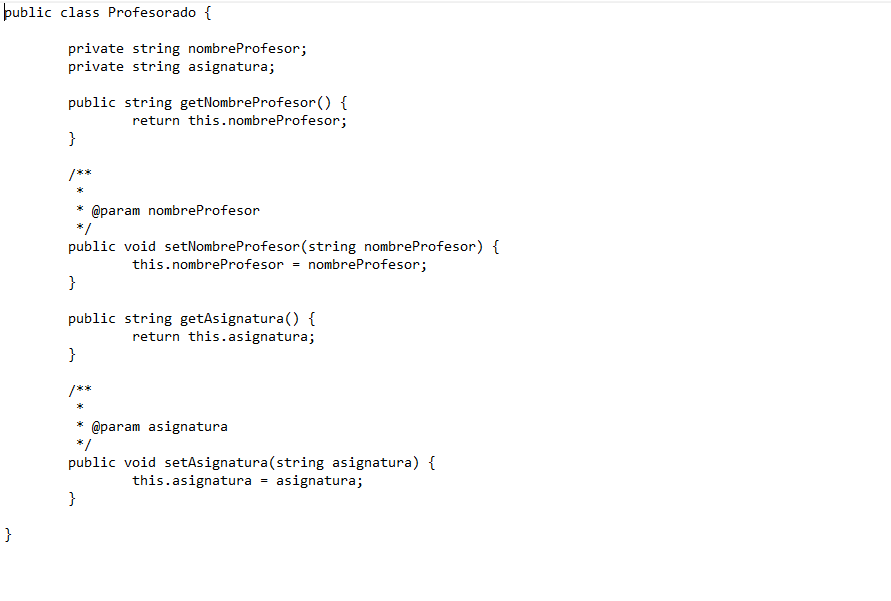 public class Profesorado {
private string nombreProfesor;
private string asignatura;
public string getNombreProfesor() {
return this.nombreProfesor;
}
/**
*
* @param nombreProfesor
*/
public void setNombreProfesor(string nombreProfesor) {
this.nombreProfesor = nombreProfesor;
}
public string getAsignatura() {
return this.asignatura;
}
/**
*
* @param asignatura
*/
public void setAsignatura(string asignatura) {
this.asignatura = asignatura;
}
}